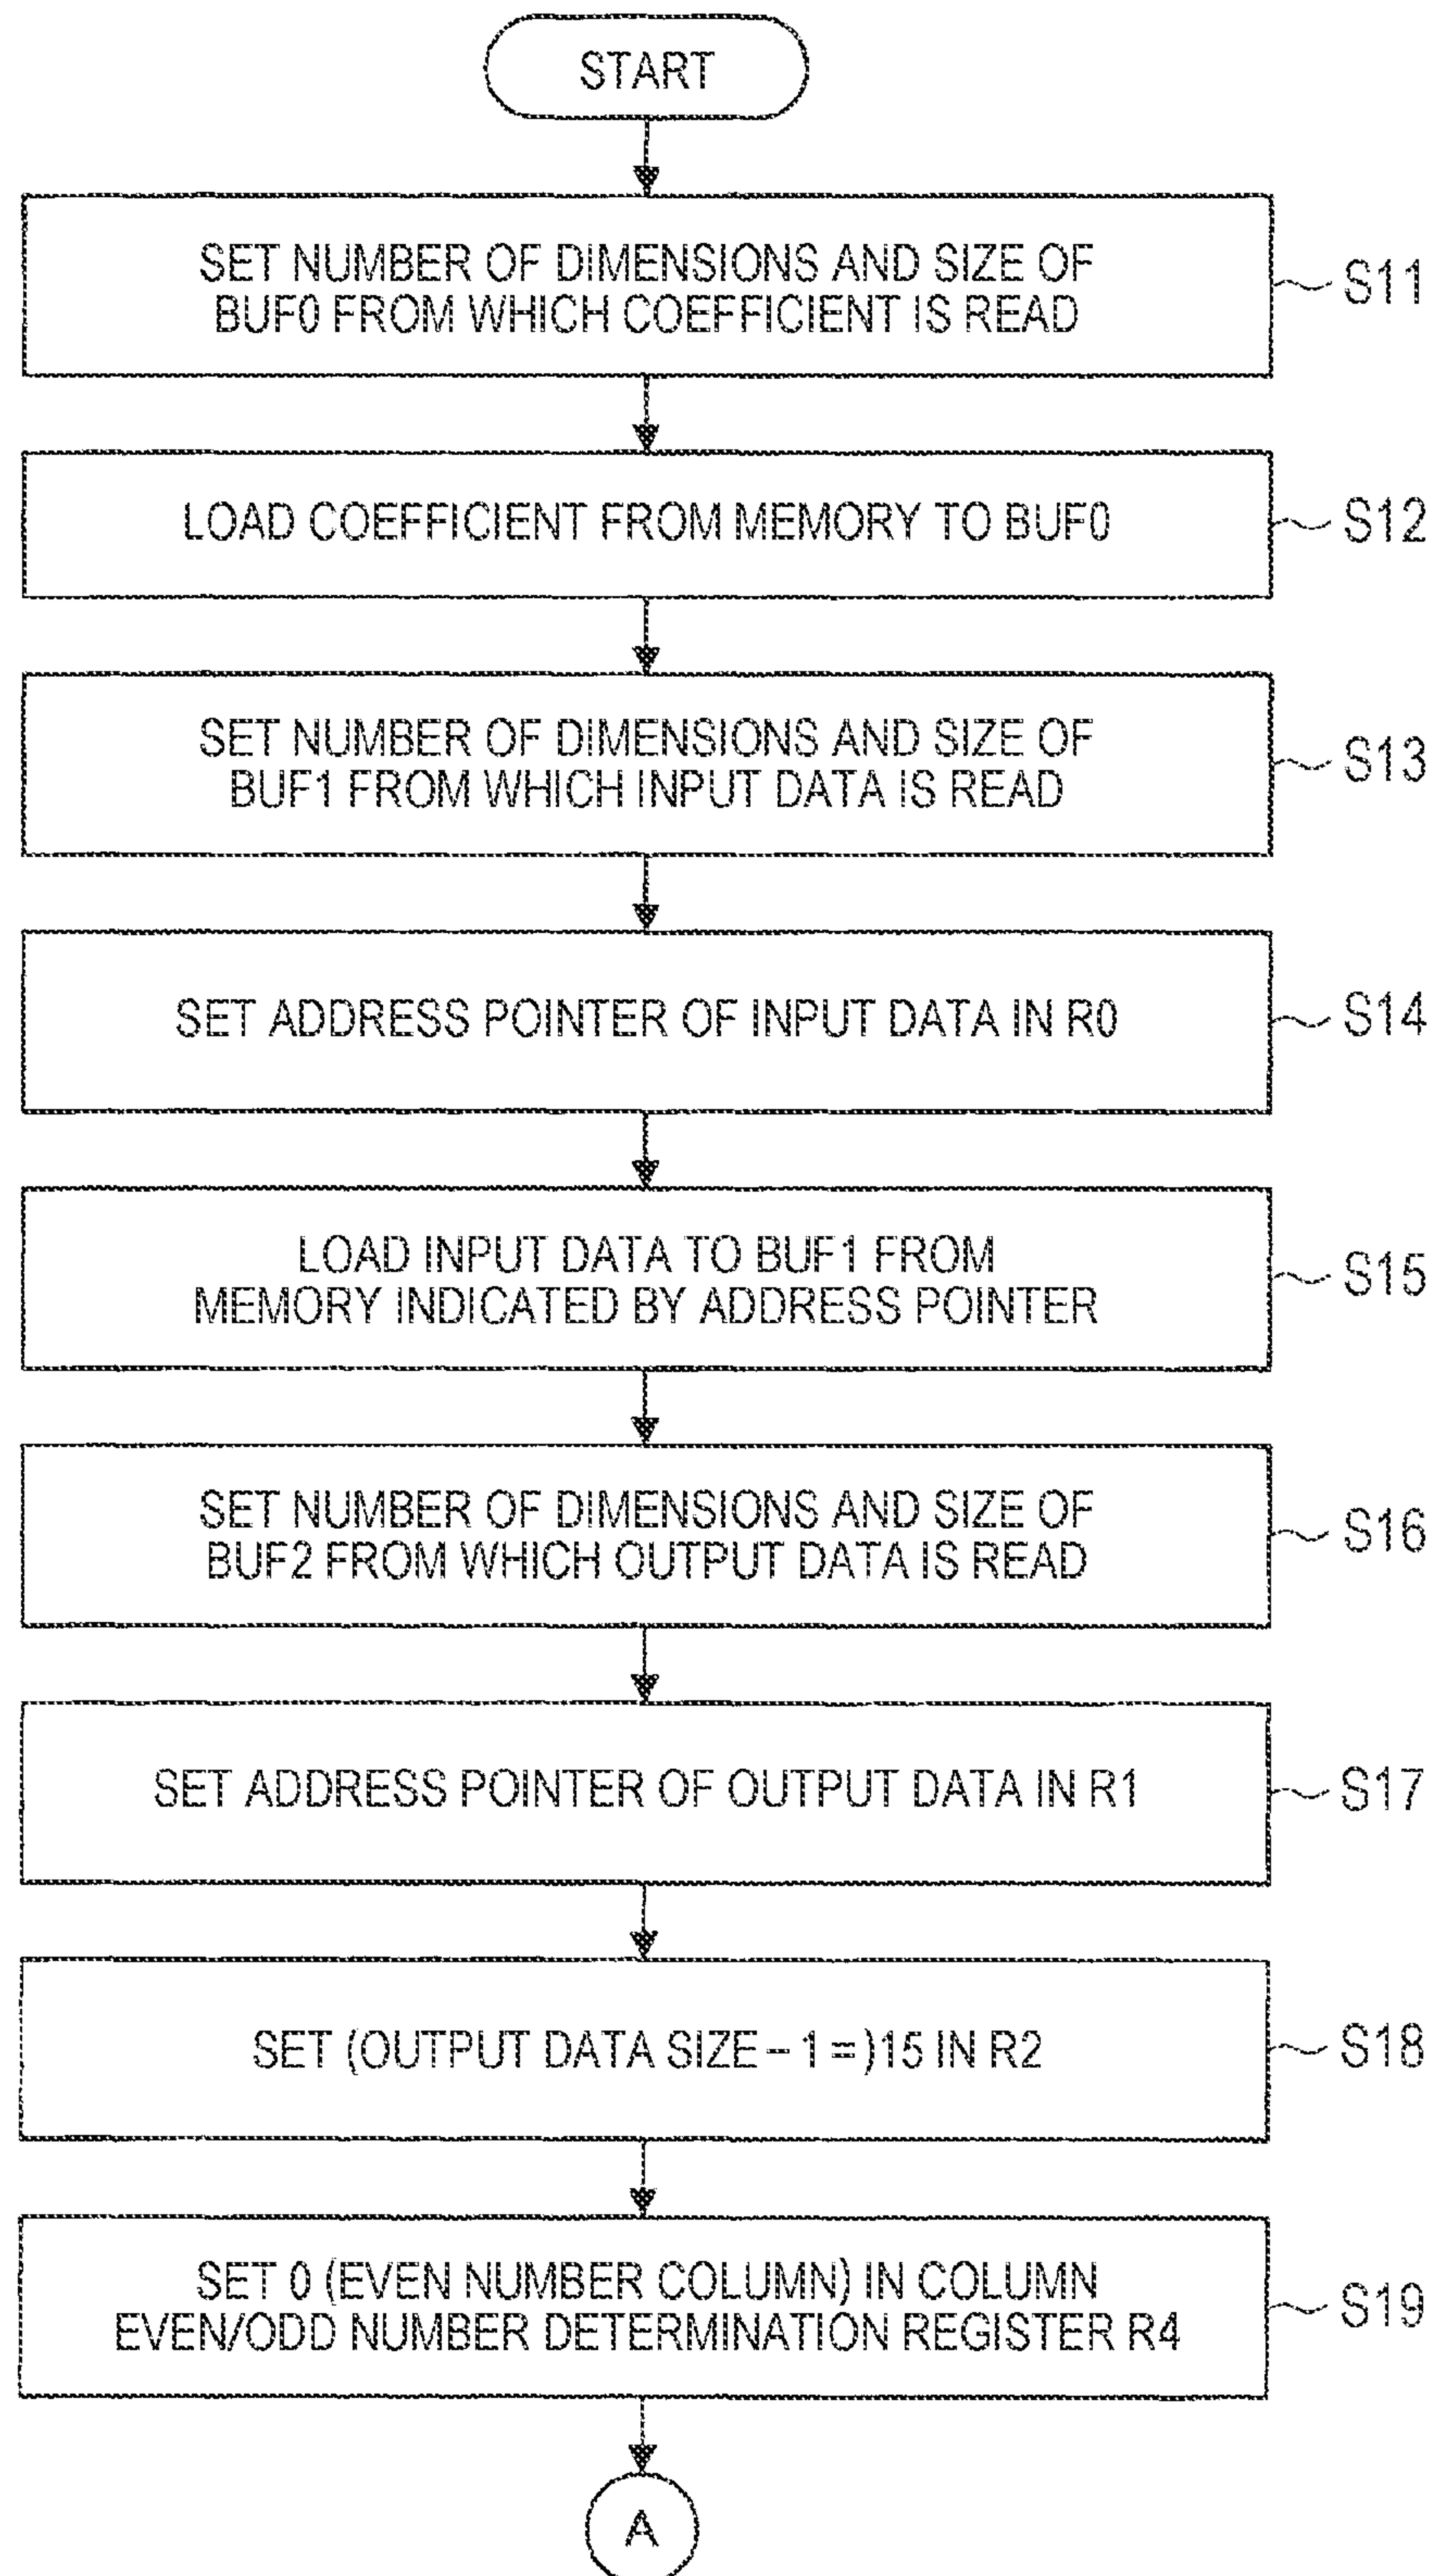 START
SET NUMBER OF DIMENSIONS AND SIZE OF
BUF0 FROM WHICH COEFFICIENT IS READ
S11
LOAD COEFFICIENT FROM MEMORY TO BUF0
S12
SET NUMBER OF DIMENSIONS AND SIZE OF
BUF1 FROM WHICH INPUT DATA IS READ
S13
SET ADDRESS POINTER OF INPUT DATA IN R0
S14
LOAD INPUT DATA TO BUF1 FROM
MEMORY INDICATED BY ADDRESS POINTER
S15
SET NUMBER OF DIMENSIONS AND SIZE OF
BUF2 FROM WHICH OUTPUT DATA IS READ
S16
SET ADDRESS POINTER OF OUTPUT DATA IN R1
S17
SET (OUTPUT DATA SIZE – 1 = )15 IN R2
S18
SET 0 (EVEN NUMBER COLUMN) IN COLUMN
EVEN/ODD NUMBER DETERMINATION REGISTER R4
S19
A